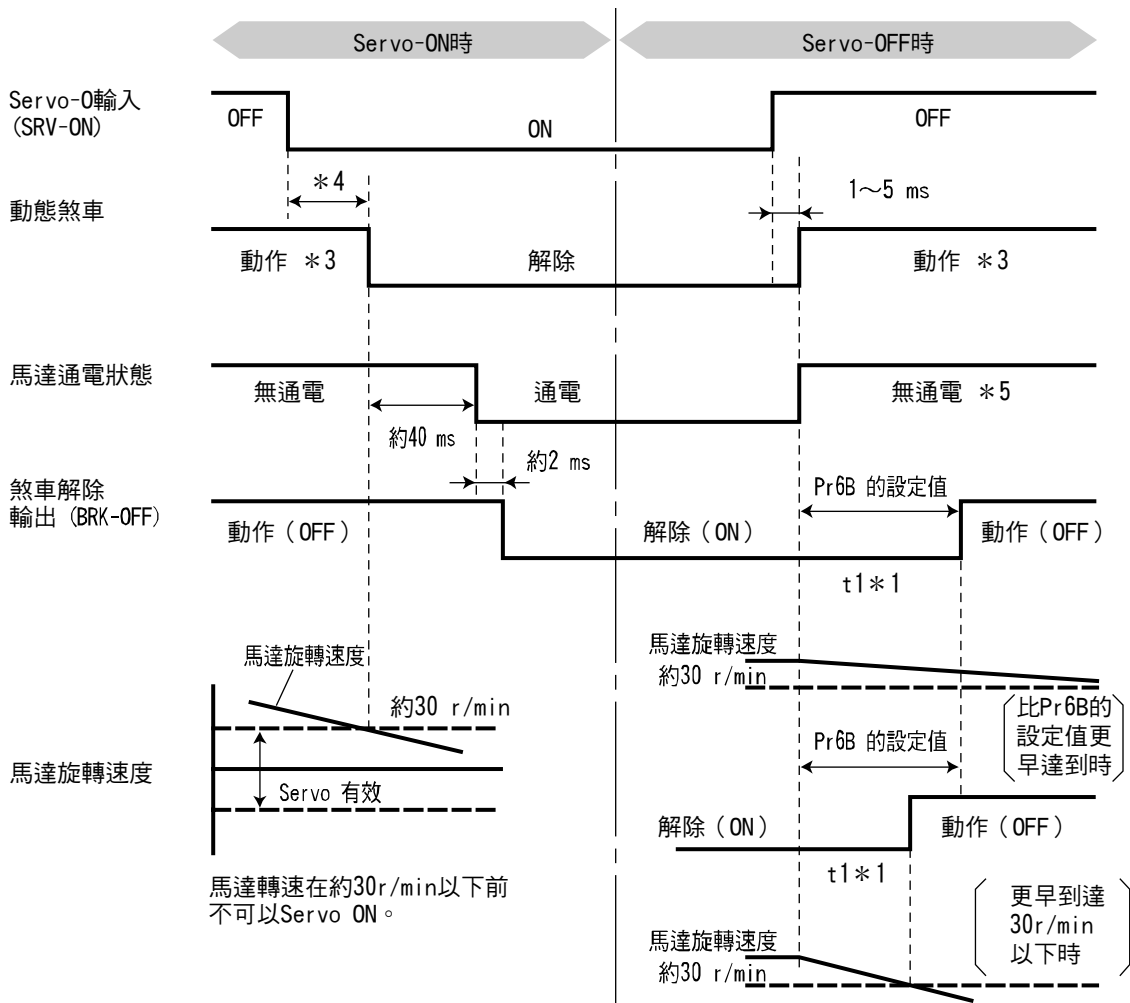 Servo-ON時
Servo-OFF時
Servo-O輸入
(SRV-ON)
OFF
ON
OFF
動態煞車
＊4
1～5 ms
動作 ＊3
解除
動作 ＊3
馬達通電狀態
無通電
通電
無通電 ＊5
約40 ms
約2 ms
煞車解除
輸出 (BRK-OFF)
Pr6B 的設定值
動作（OFF）
解除（ON）
動作（OFF）
t1＊1
馬達旋轉速度
馬達旋轉速度
約30 r/min
約30 r/min
比Pr6B的
設定值更
早達到時
Pr6B 的設定值
馬達旋轉速度
Servo 有效
解除（ON）
動作（OFF）
t1＊1
馬達轉速在約30r/min以下前
不可以Servo ON。
更早到達
30r/min
以下時
馬達旋轉速度
約30 r/min